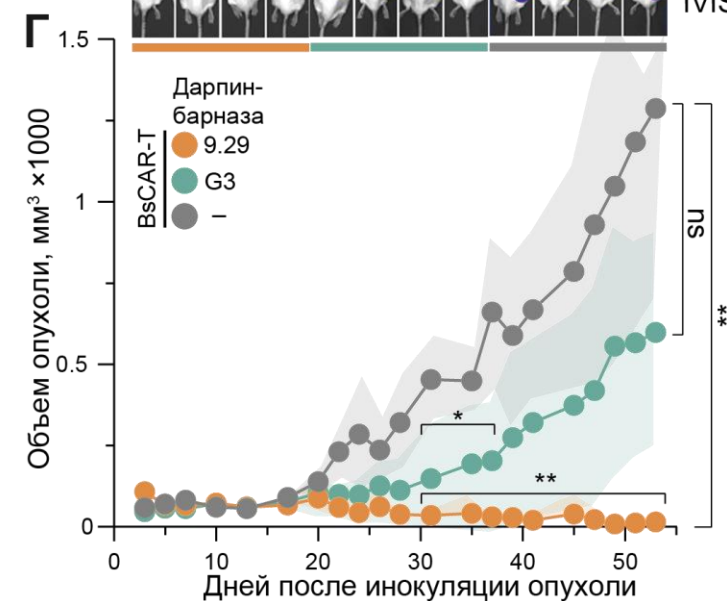 IVIS
Г
1.5
1
0.5
0
Объем опухоли, мм³ ×1000
Дарпин-
барназа
BsCAR-T
9.29
G3
–
*
**
ns
**
0 10 20 30 40 50
Дней после инокуляции опухоли